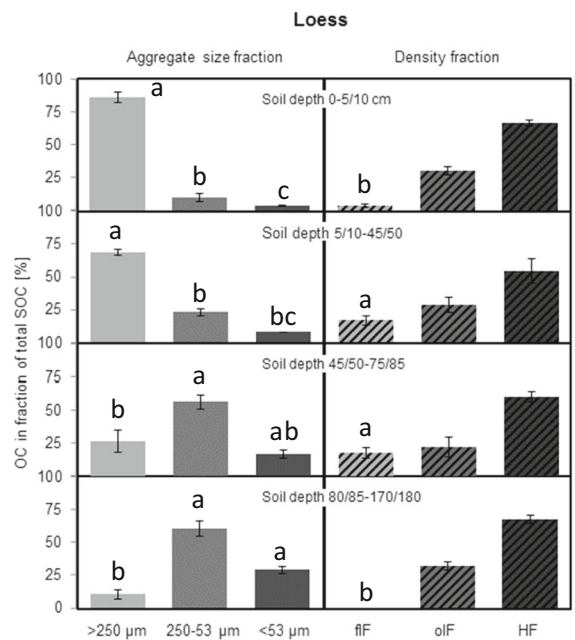 Loess
Aggregate size fraction Density fraction
OC in fraction of total SOC [%]
100
a
Soil depth 0-5/10 cm
75
50
25
b c b
100
a
Soil depth 5/10-45/50
75
50
b bc a
25
100
Soil depth 45/50-75/85
75
b a ab a
50
25
100
Soil depth 80/85-170/180
75
a
50
a
25
b b
0
>250 µm 250-53 µm <53 µm flF olF HF